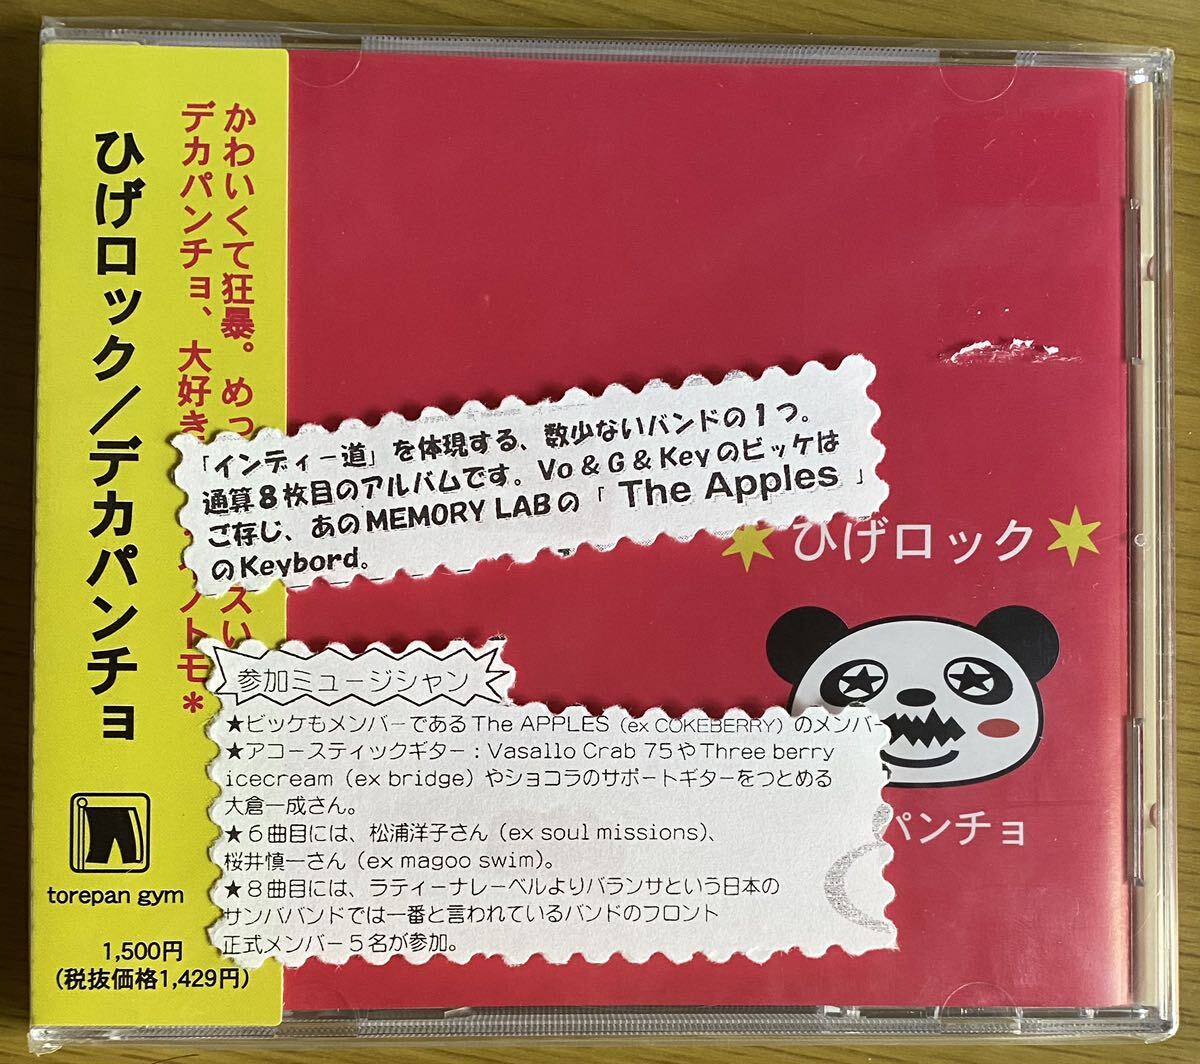 かわいくて狂暴。めっ
スい
デカパンチョ、大好き
ノトモ*
ひげロック/デカパンチョ
torepan gym
1,500円
(税抜価格1,429円)
「インディー道」を体現する、数少ないバンドの1つ。
通算8枚目のアルバムです。Vo&G&Keyのビッケは
ご存じ、あのMEMORY LABの「The Apples」
のKeybord。
★ひげロック★
パンチョ
参加ミュージシャン
★ビッケもメンバーであるThe APPLES (ex COKEBERRY) のメンバー
★アコースティックギター:Vasallo Crab 75やThree berry
icecream (ex bridge) やショコラのサポートギターをつとめる
大倉一成さん。
★6曲目には、松浦洋子さん (ex soul missions)、
桜井慎一さん (ex magoo swim)。
★8曲目には、ラティーナレーベルよりバランサという日本の
サンババンドでは一番と言われているバンドのフロント
正式メンバー5名が参加。